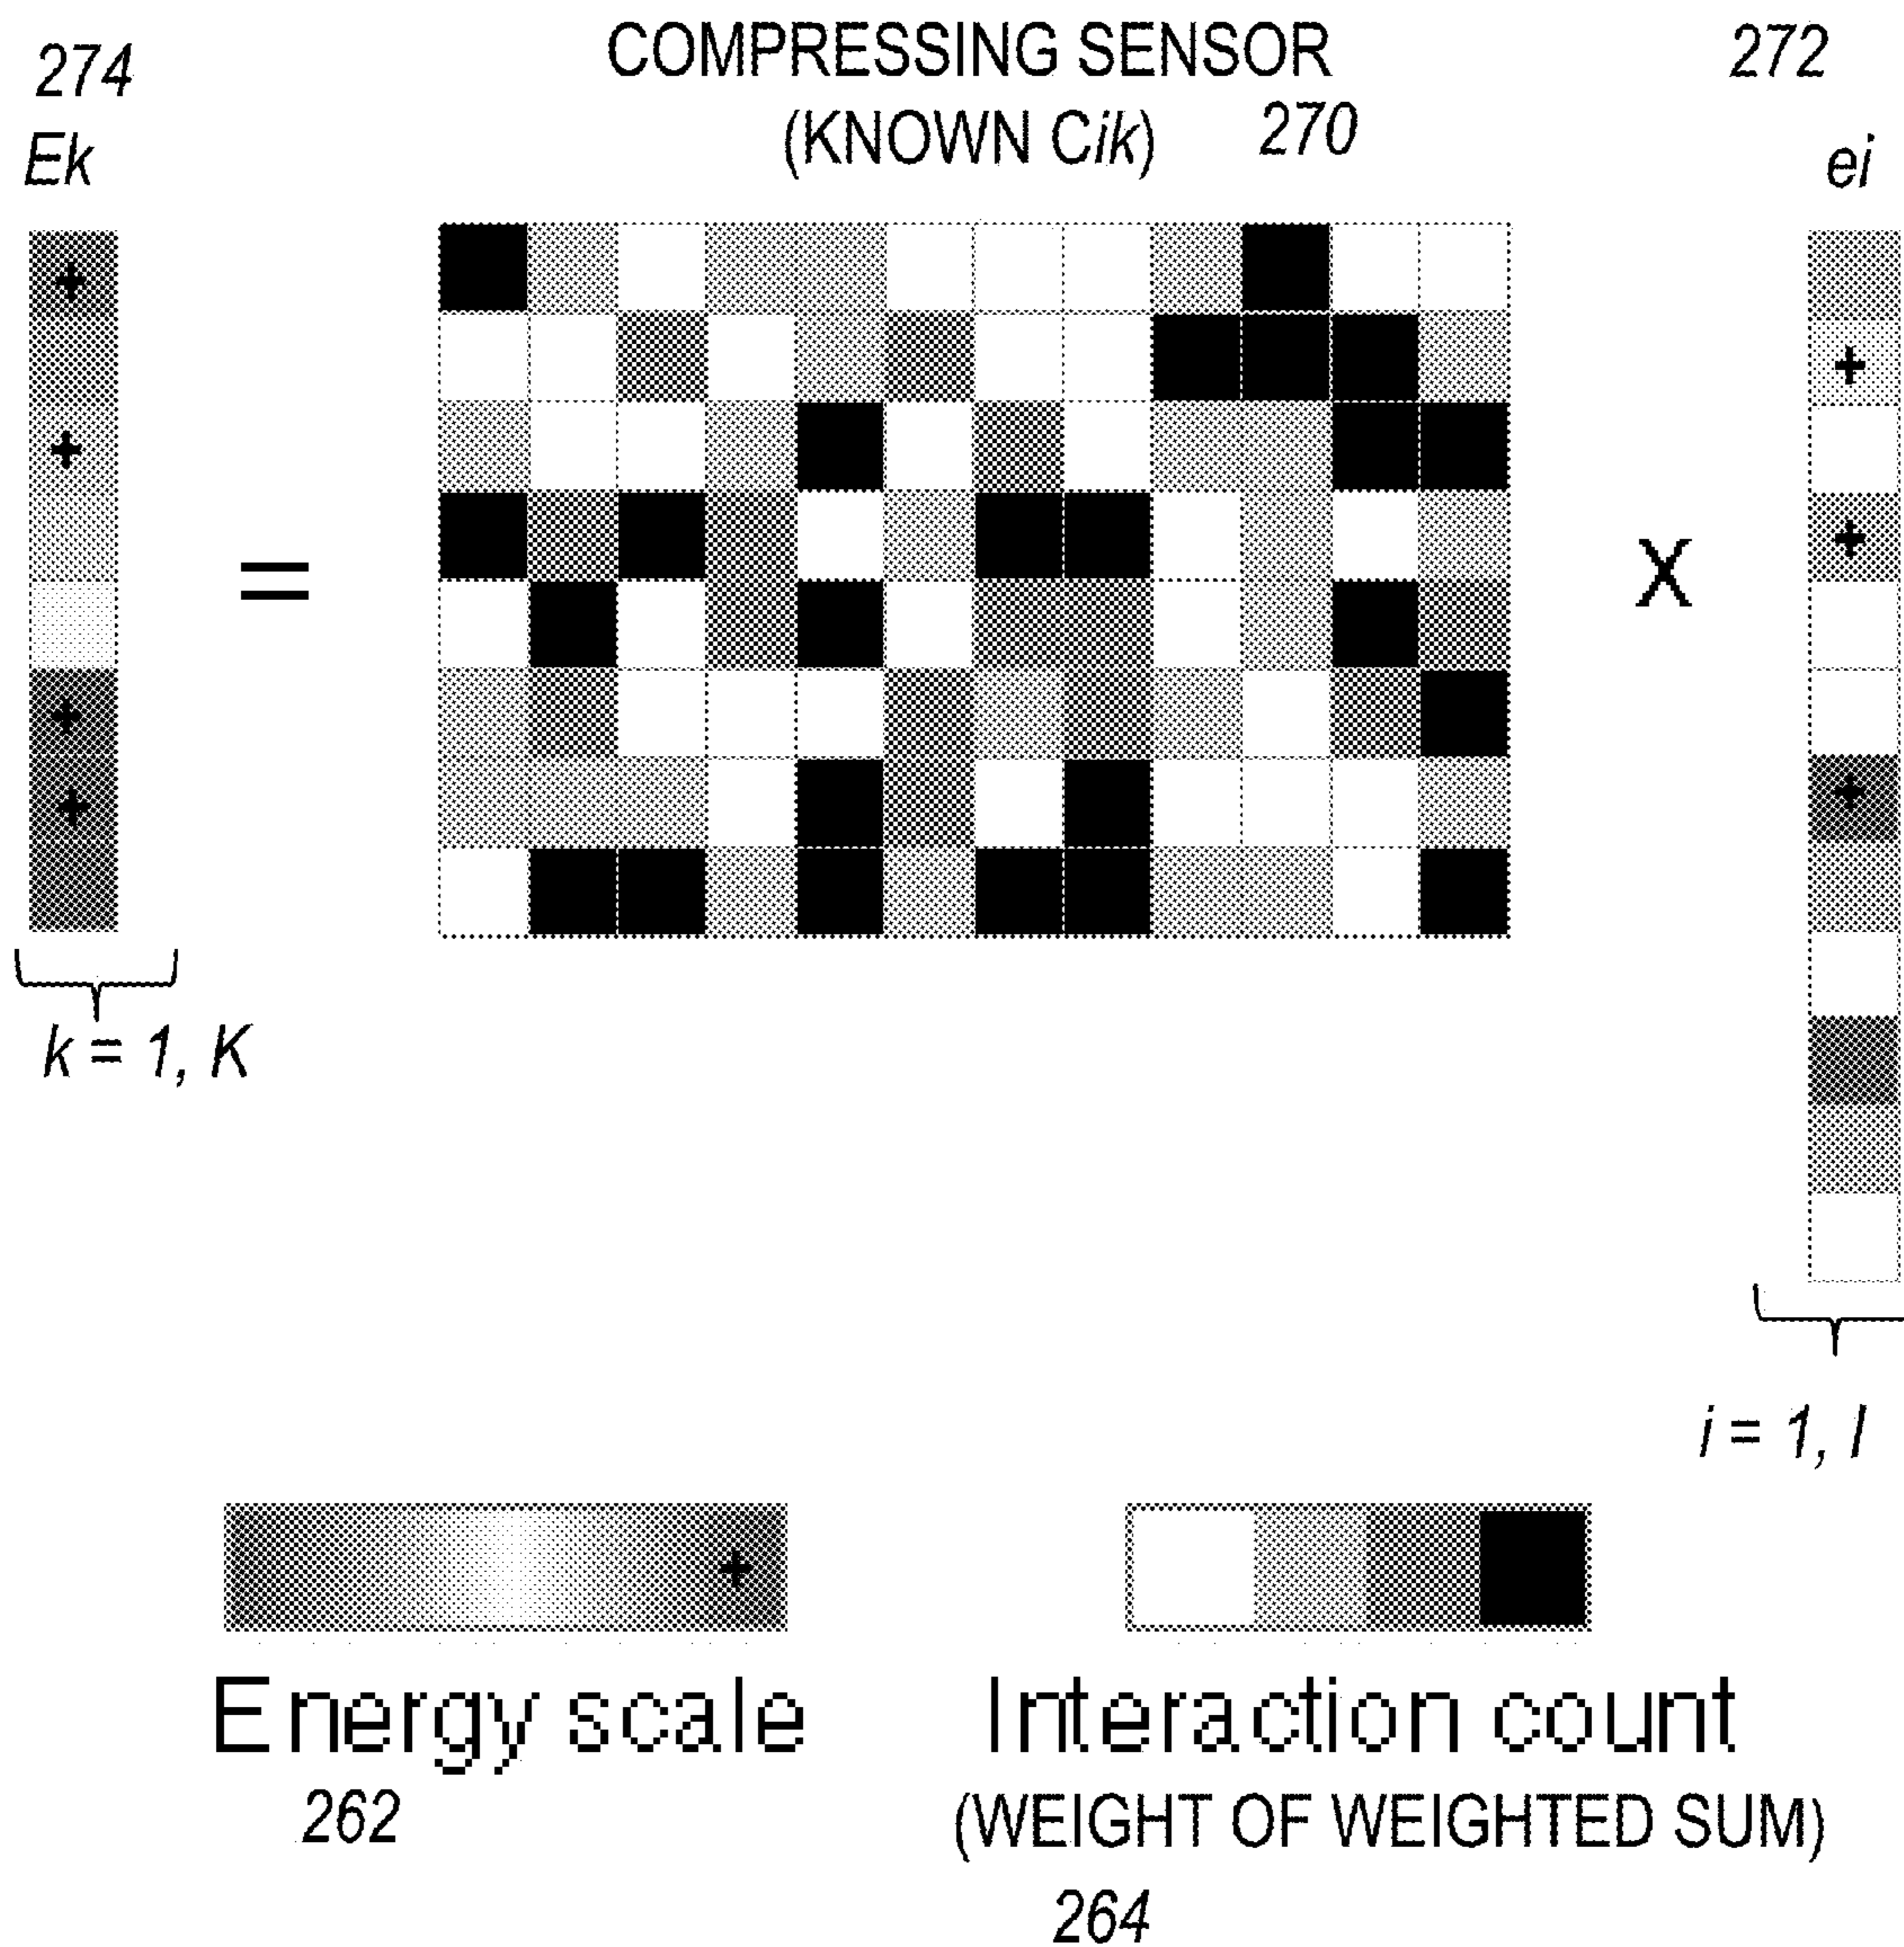 274
COMPRESSING SENSOR
272
Ek
(KNOWN Cik)
270
ei
+
+
+
+
=
X
+
+
+
k = 1, K
i = 1, I
+
Energy scale
Interaction count
262
(WEIGHT OF WEIGHTED SUM)
264